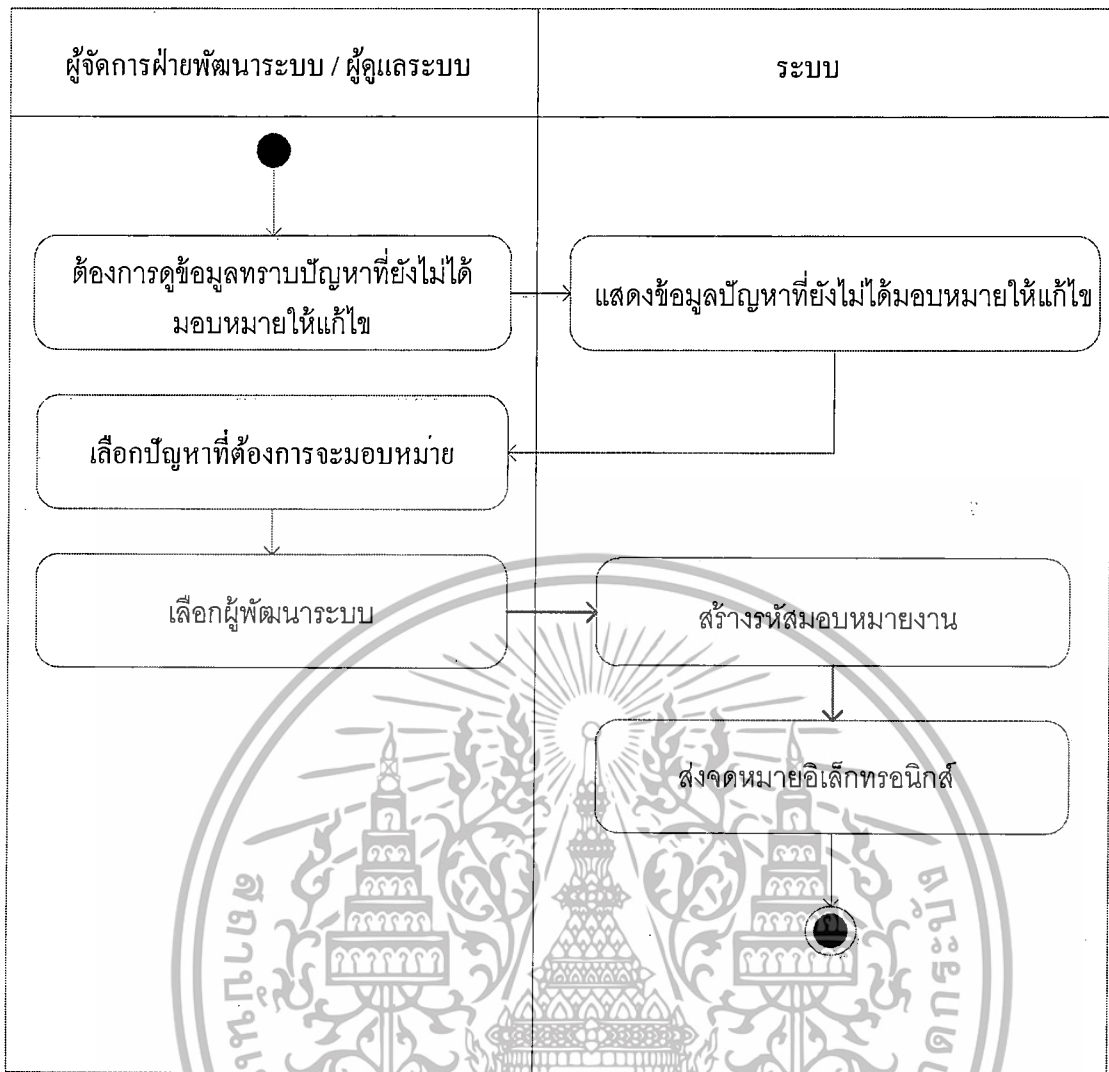 ผู้จัดการฝ่ายพัฒนาระบบ / ผู้ดูแลระบบ
ระบบ
ต้องการดูข้อมูลทราบปัญหาที่ยังไม่ได้
มอบหมายให้แก้ไข
แสดงข้อมูลปัญหาที่ยังไม่ได้มอบหมายให้แก้ไข
เลือกปัญหาที่ต้องการจะมอบหม่าย
เลือกผู้พัฒนาระบบ
สร้างรหัสมอบหมายงาน
ส่งจดหมายอิเล็กทรอนิกส์